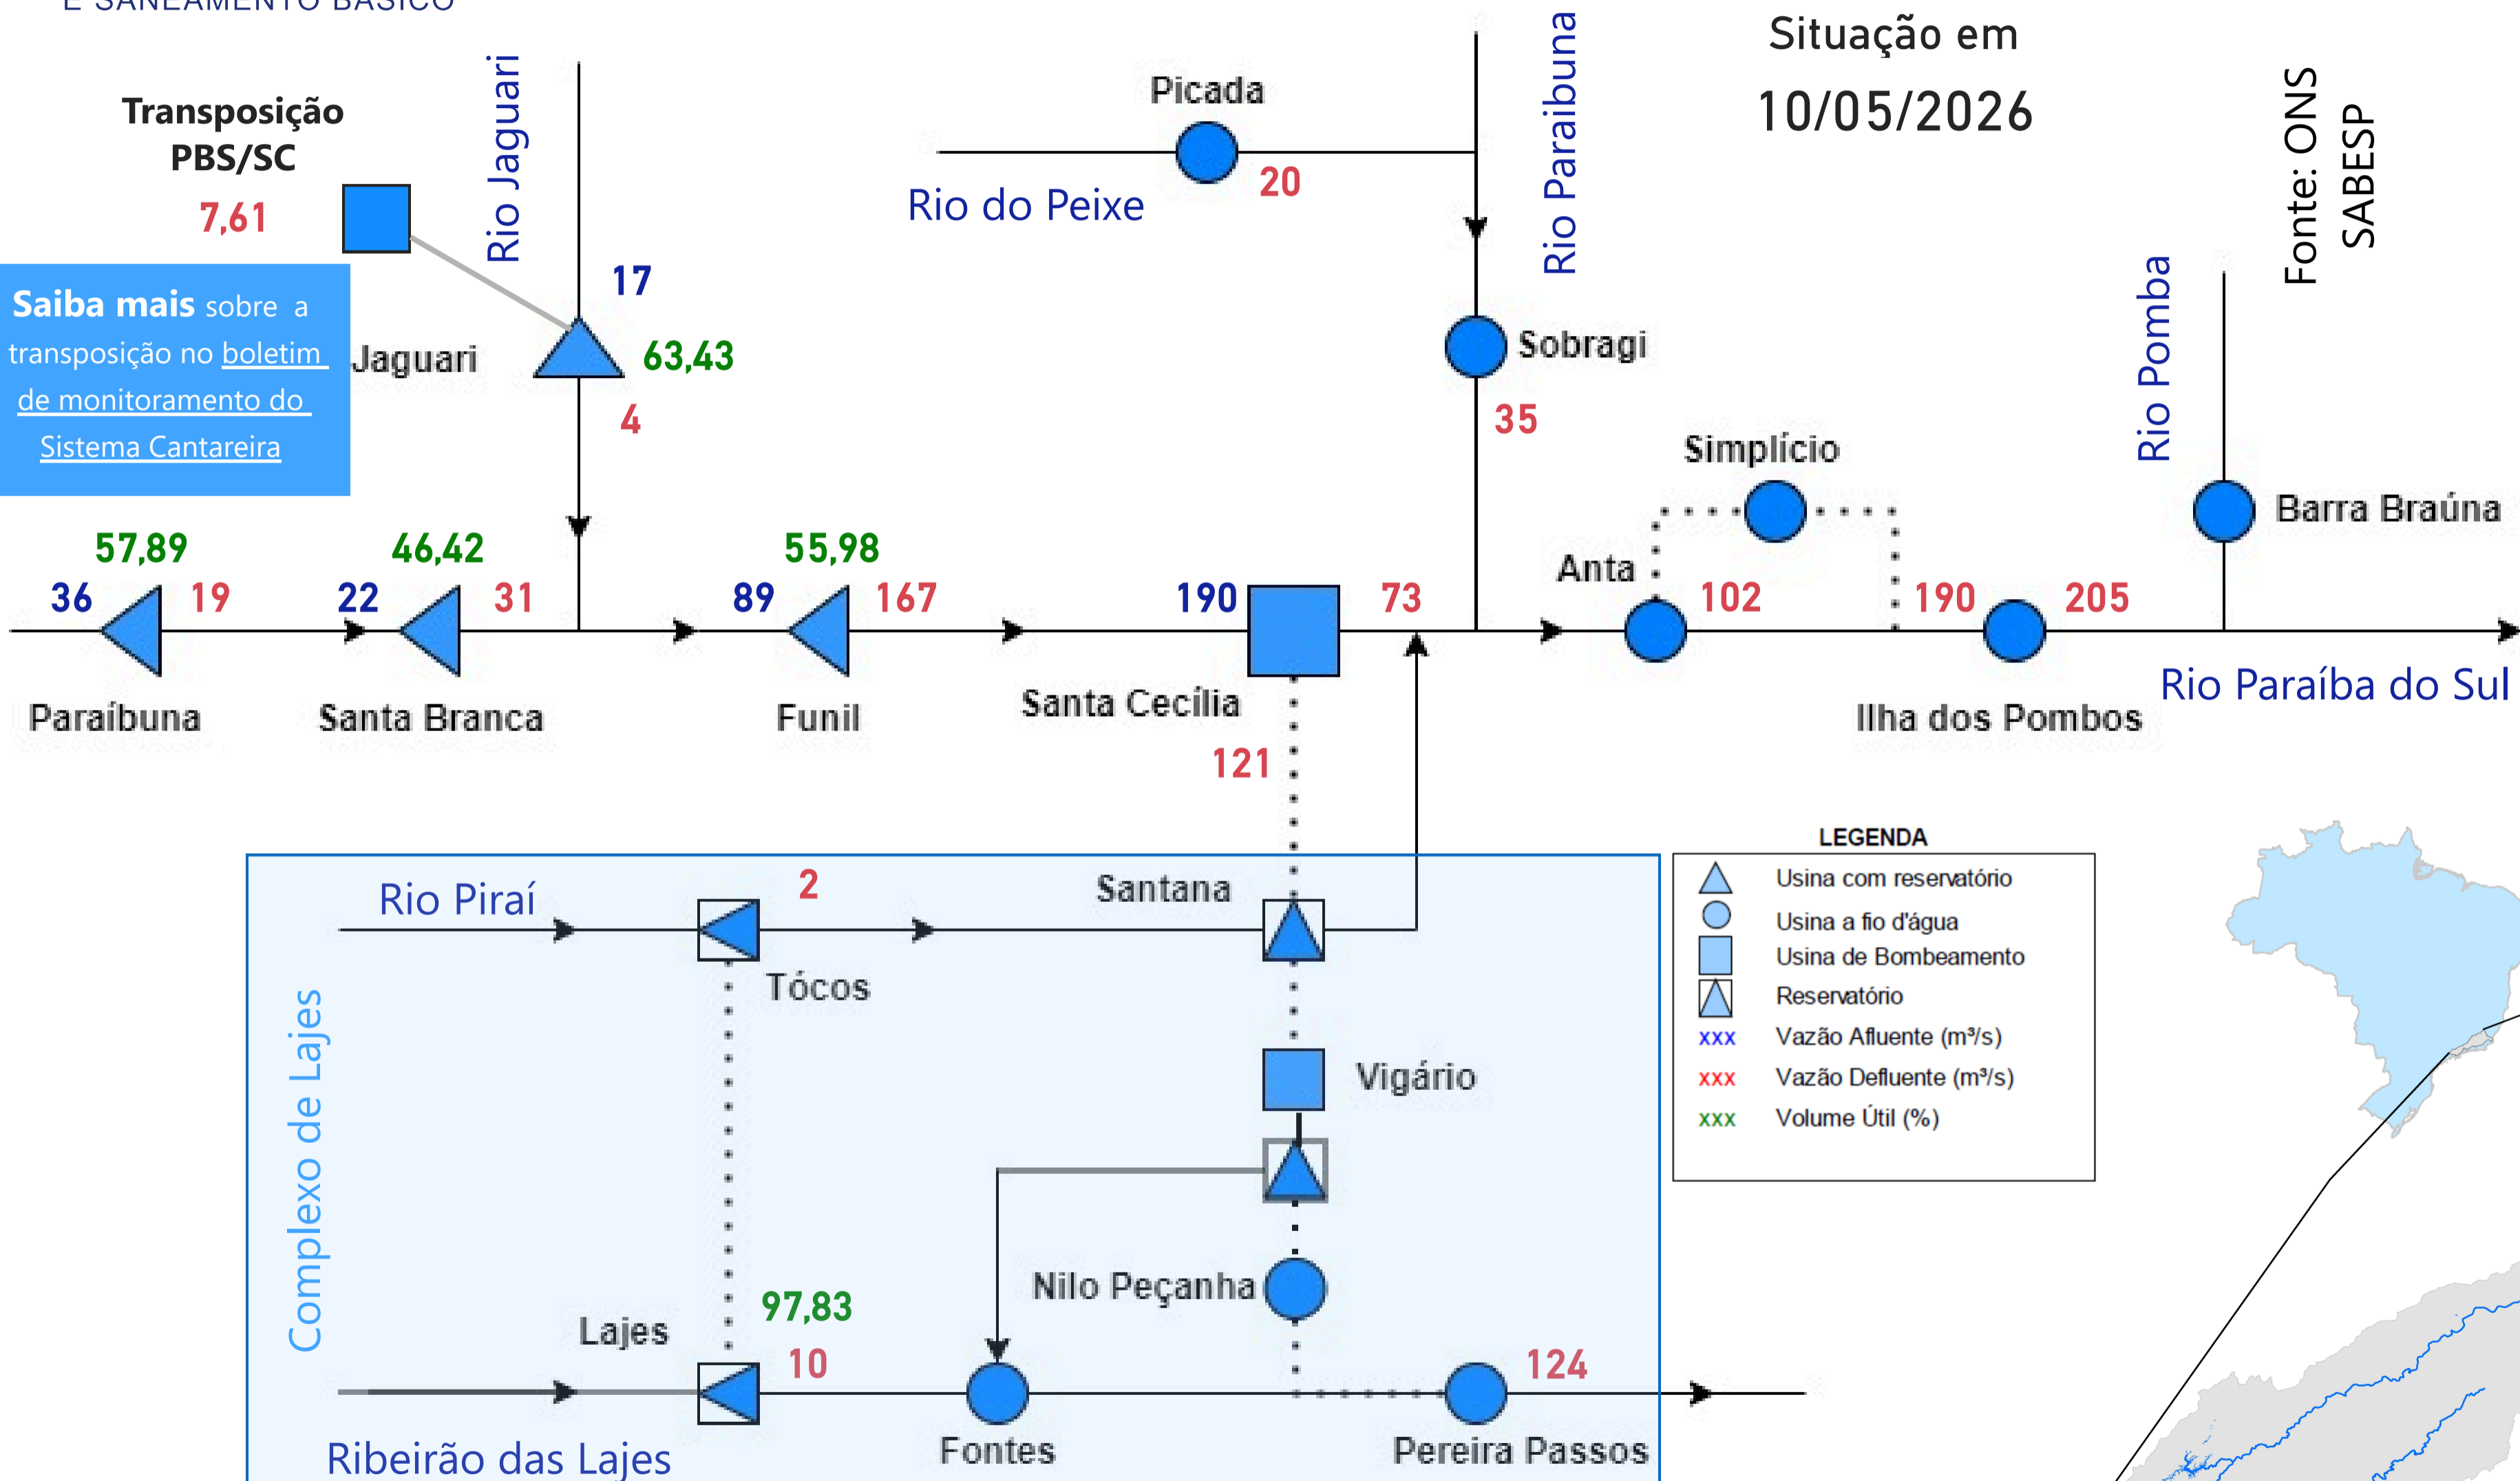 E SANEAMENTO BÁSICO
Situação em
10/05/2026
Fonte: ONS
SABESP
Transposição
PBS/SC
7,61
Saiba mais sobre a
transposição no boletim
de monitoramento do
Sistema Cantareira
Rio Jaguari
17
Jaguari
63,43
4
Picada
20
Rio do Peixe
Rio Paraibuna
Sobragi
35
Simplício
Rio Pomba
Barra Braúna
57,89
36
19
Paraíbuna
46,42
22
31
Santa Branca
55,98
89
167
Funil
190
73
Santa Cecília
121
Anta
102
190
205
Ilha dos Pombos
Rio Paraíba do Sul
Complexo de Lajes
Rio Piraí
2
Tócos
Santana
Vigário
Nilo Peçanha
Lajes
97,83
10
Fontes
124
Pereira Passos
Ribeirão das Lajes
LEGENDA
Usina com reservatório
Usina a fio d'água
Usina de Bombeamento
Reservatório
xxx Vazão Afluente (m³/s)
xxx Vazão Defluente (m³/s)
xxx Volume Útil (%)